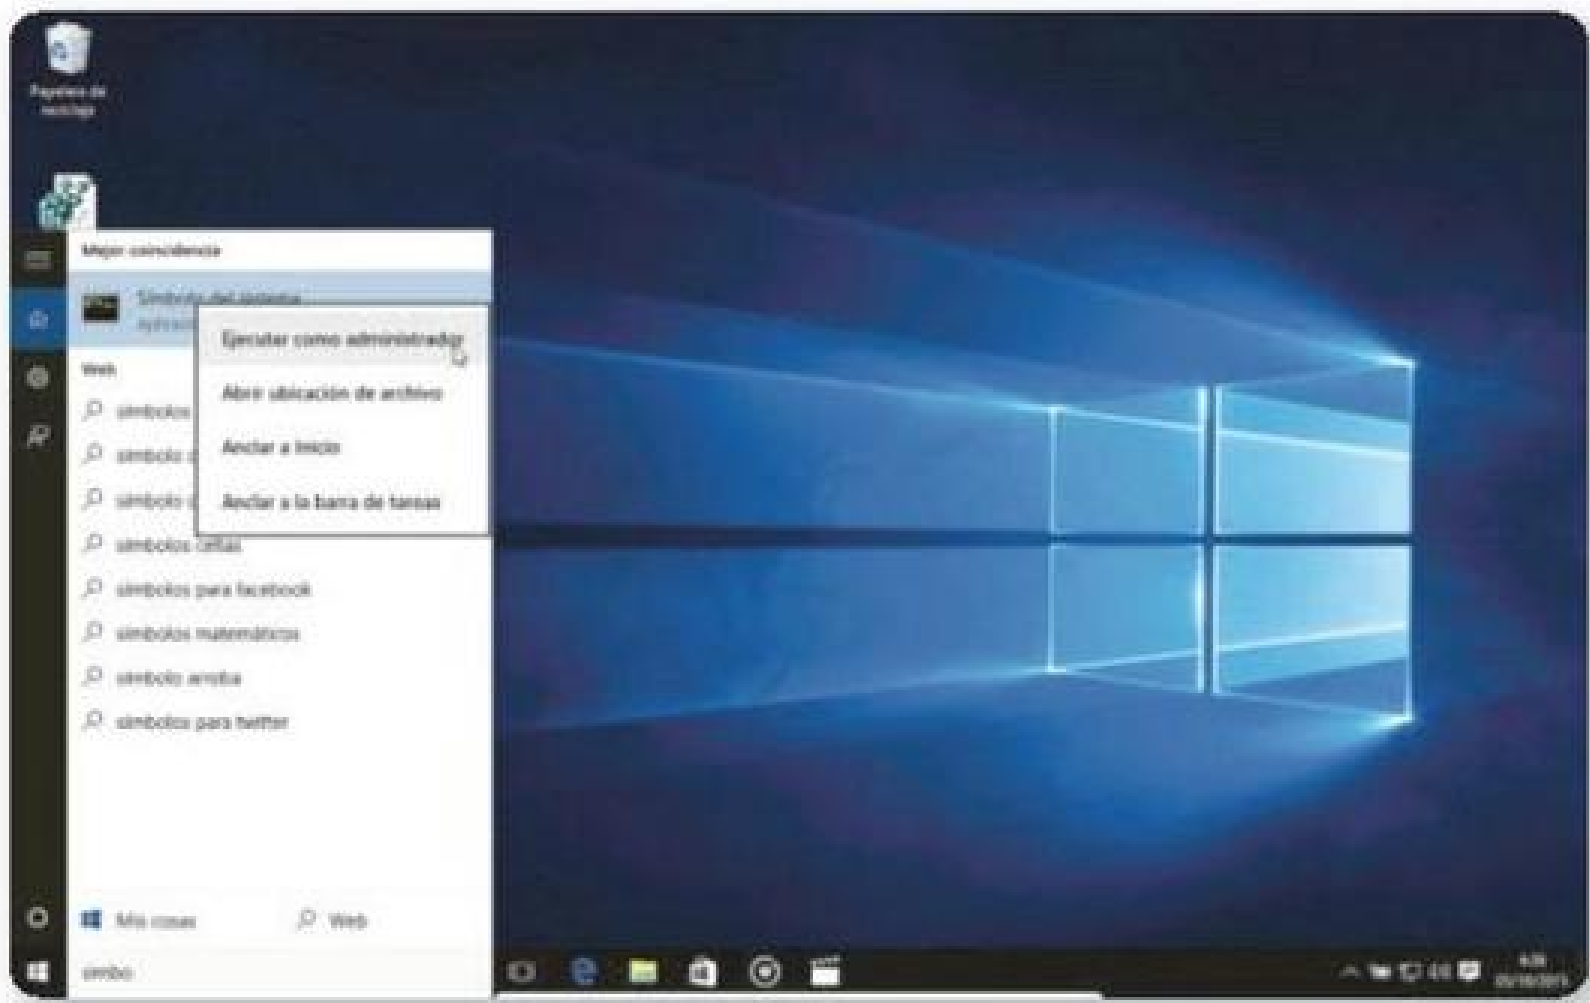 Papelera de
reciclaje
Mejor coincidencia
Símbolo del sistema
Ejecutar como administrador
Abrir ubicación de archivo
Anclar a Inicio
Anclar a la barra de tareas
Web
símbolos
símbolo
símbolo
símbolos celtas
símbolos para facebook
símbolos matemáticos
símbolo arroba
símbolos para twitter
Mis cosas
Web
simbo